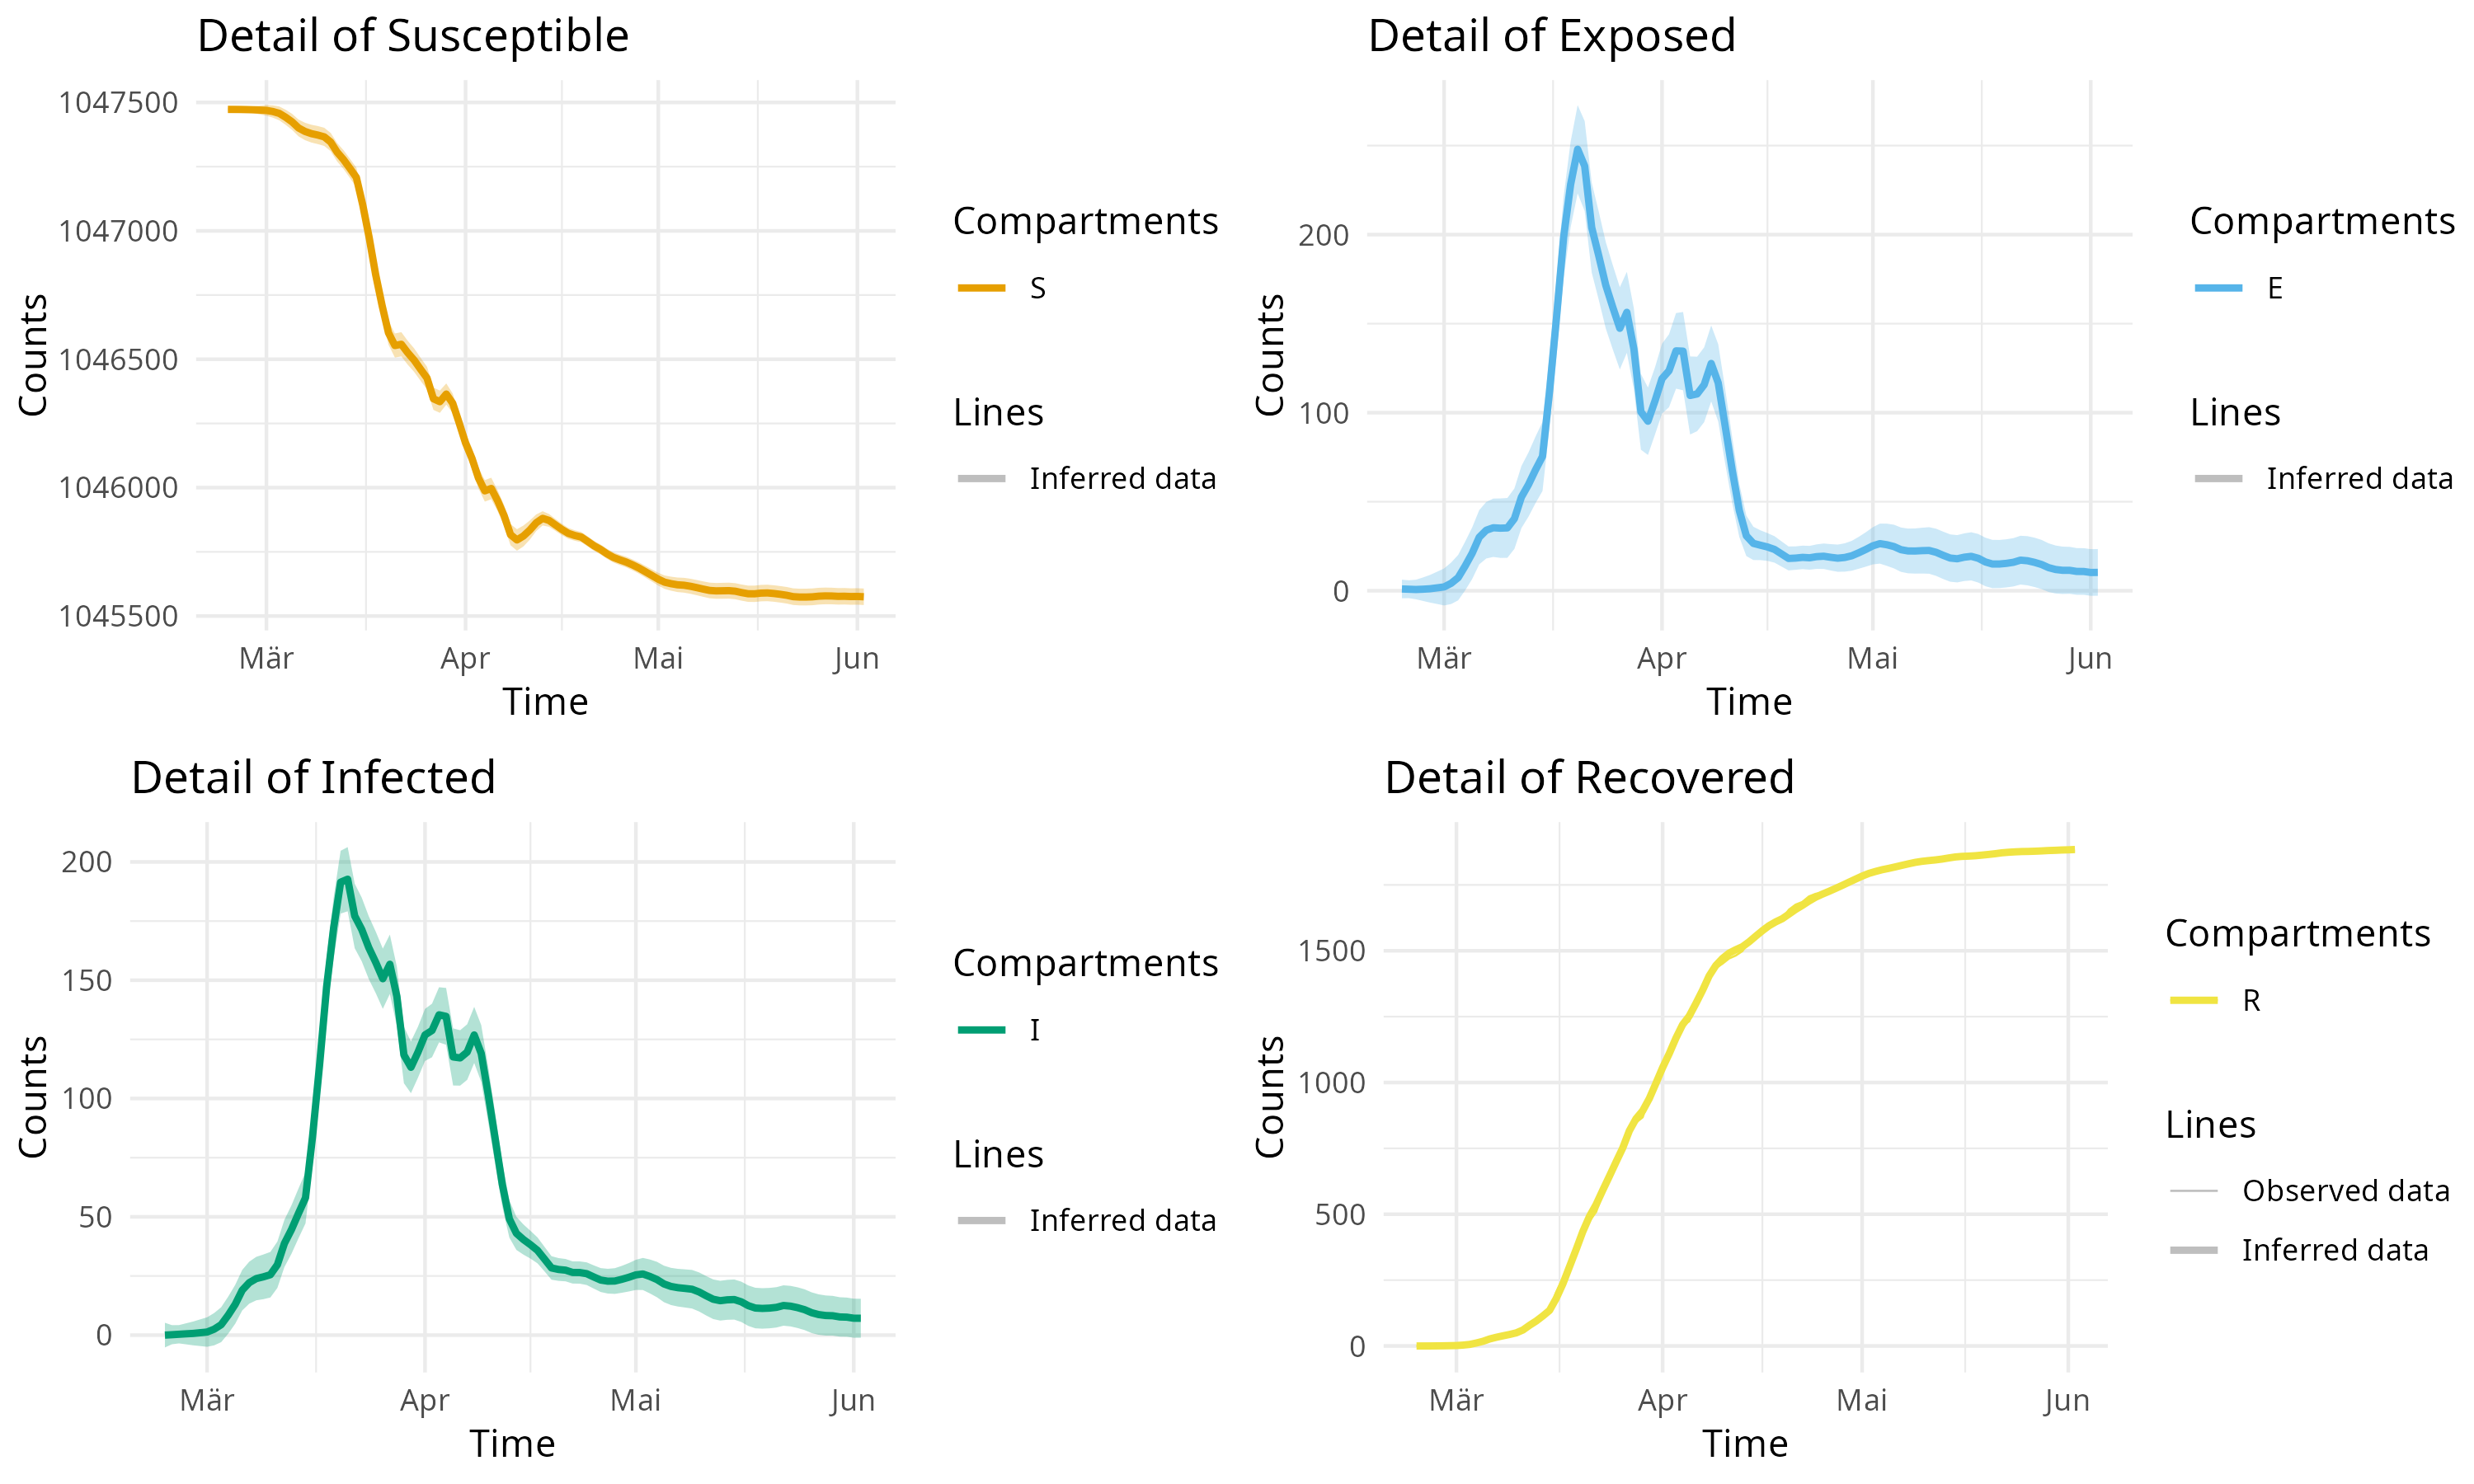 Detail of Susceptible
1047500
1047000
1046500
1046000
1045500
Counts
Mär Apr Mai Jun
Time
Compartments
S
Lines
Inferred data
Detail of Exposed
200
100
0
Counts
Mär Apr Mai Jun
Time
Compartments
E
Lines
Inferred data
Detail of Infected
200
150
100
50
0
Counts
Mär Apr Mai Jun
Time
Compartments
I
Lines
Inferred data
Detail of Recovered
1500
1000
500
0
Counts
Mär Apr Mai Jun
Time
Compartments
R
Lines
Observed data
Inferred data